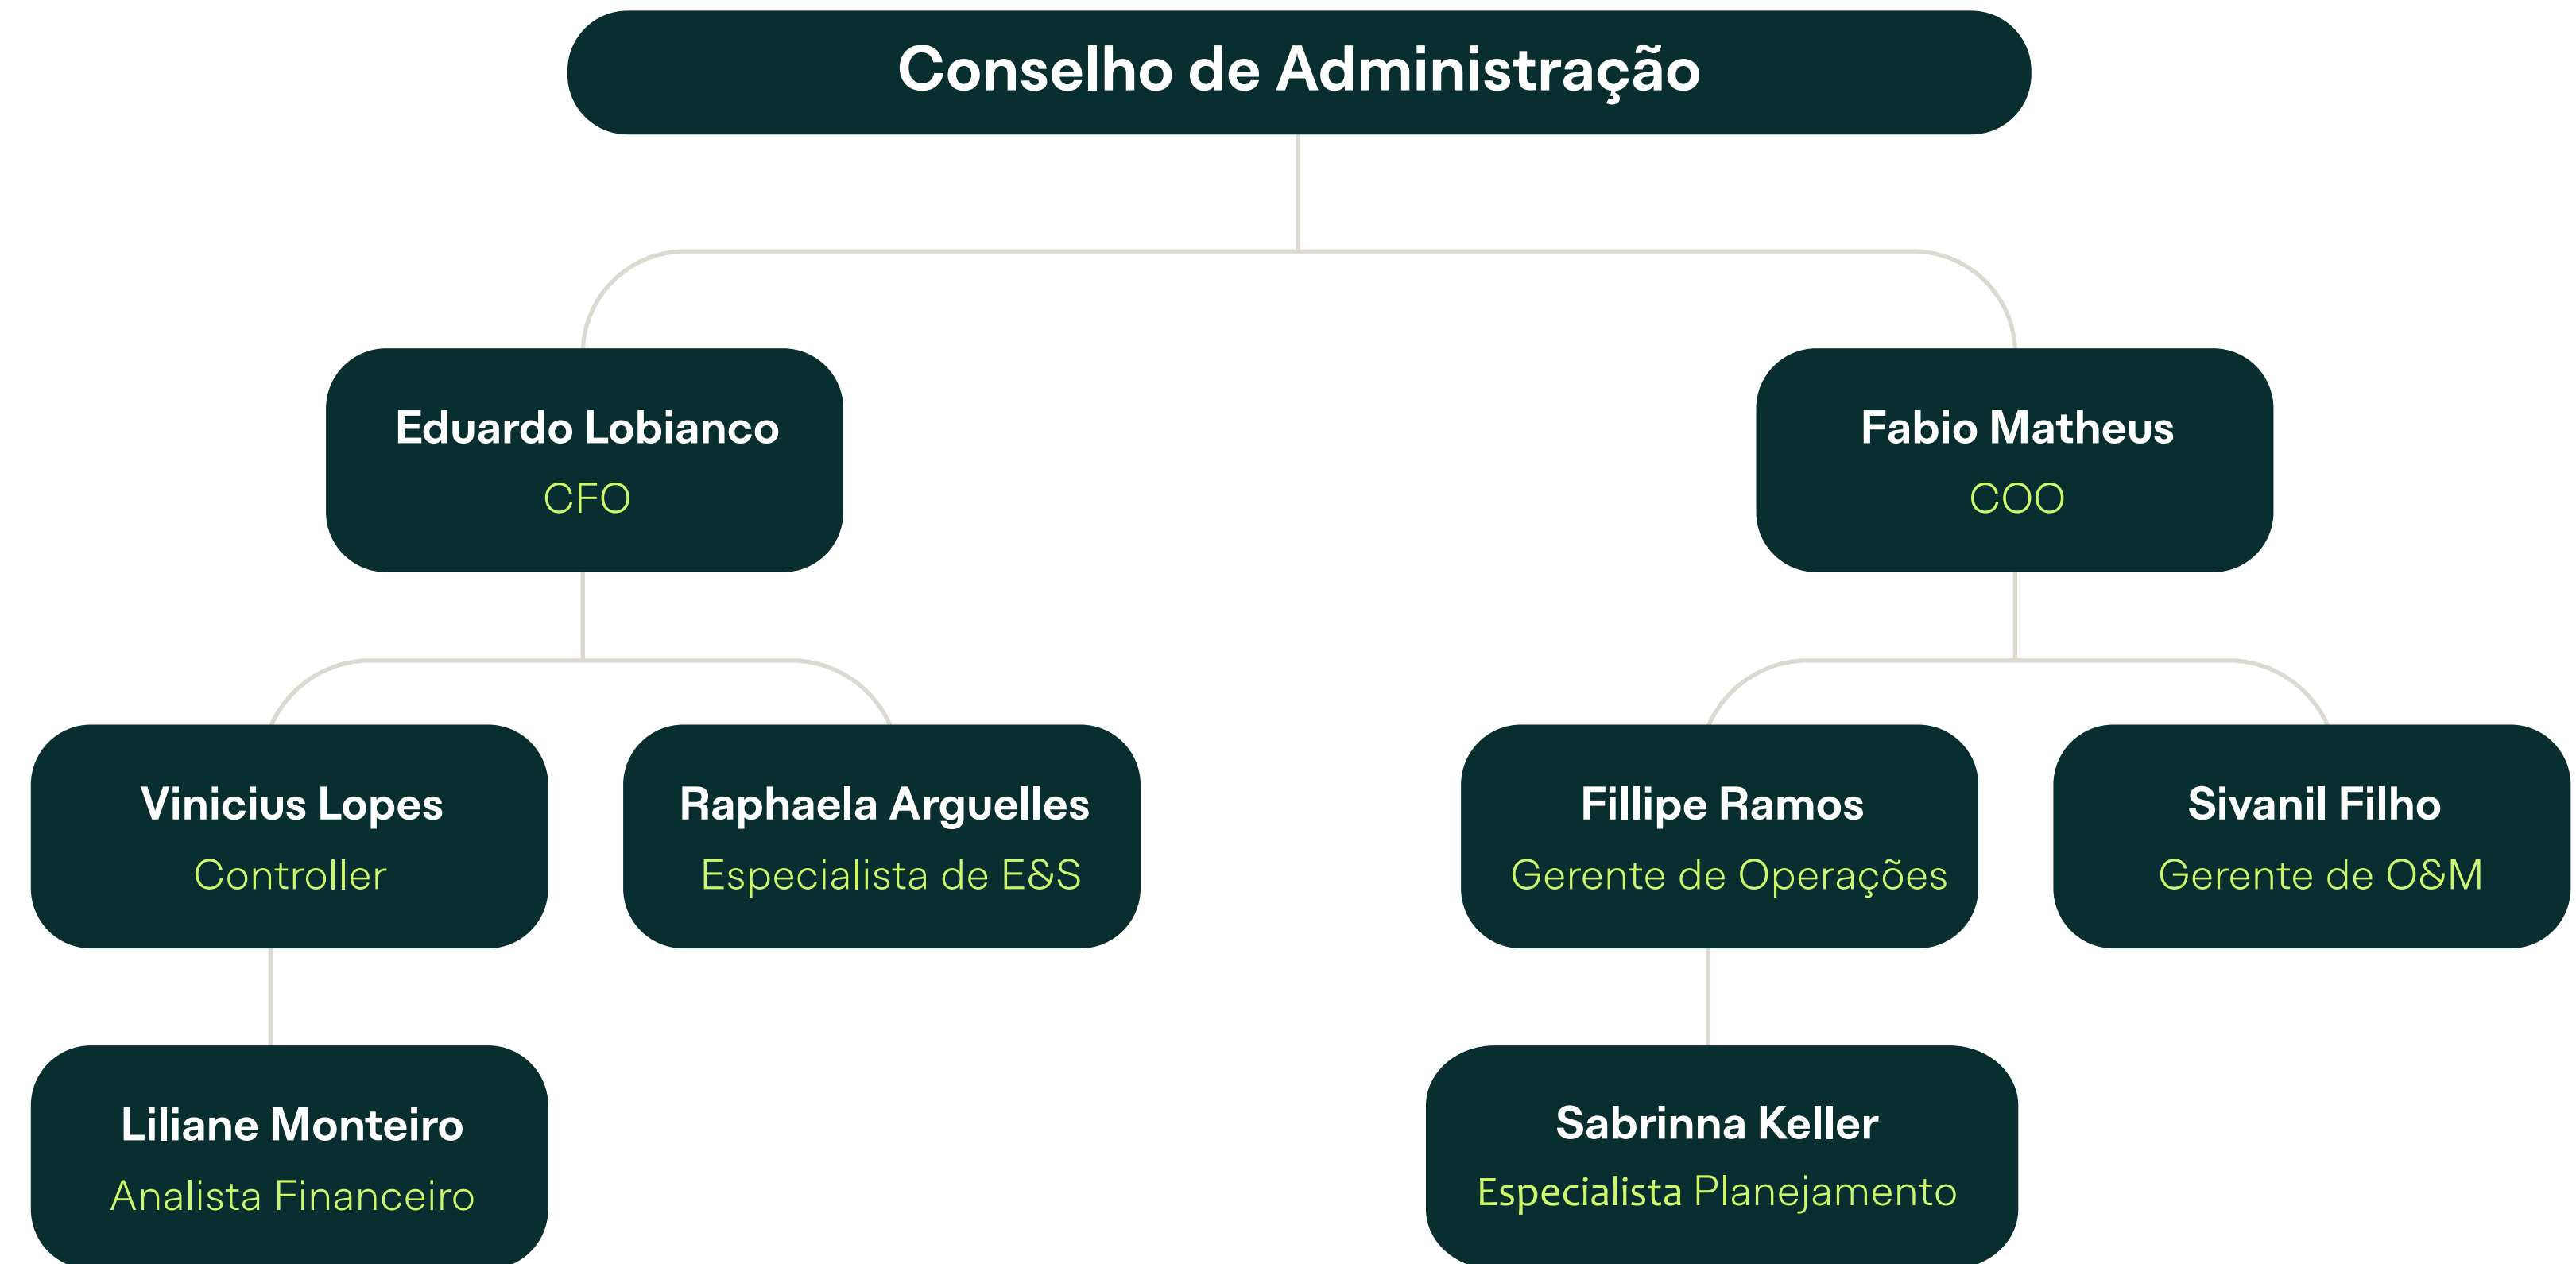 Conselho de Administração
Eduardo Lobianco
CFO
Fabio Matheus
COO
Vinicius Lopes
Controller
Raphaela Arguelles
Especialista de E&S
Fillipe Ramos
Gerente de Operações
Sivanil Filho
Gerente de O&M
Liliane Monteiro
Analista Financeiro
Sabrinna Keller
Especialista Planejamento